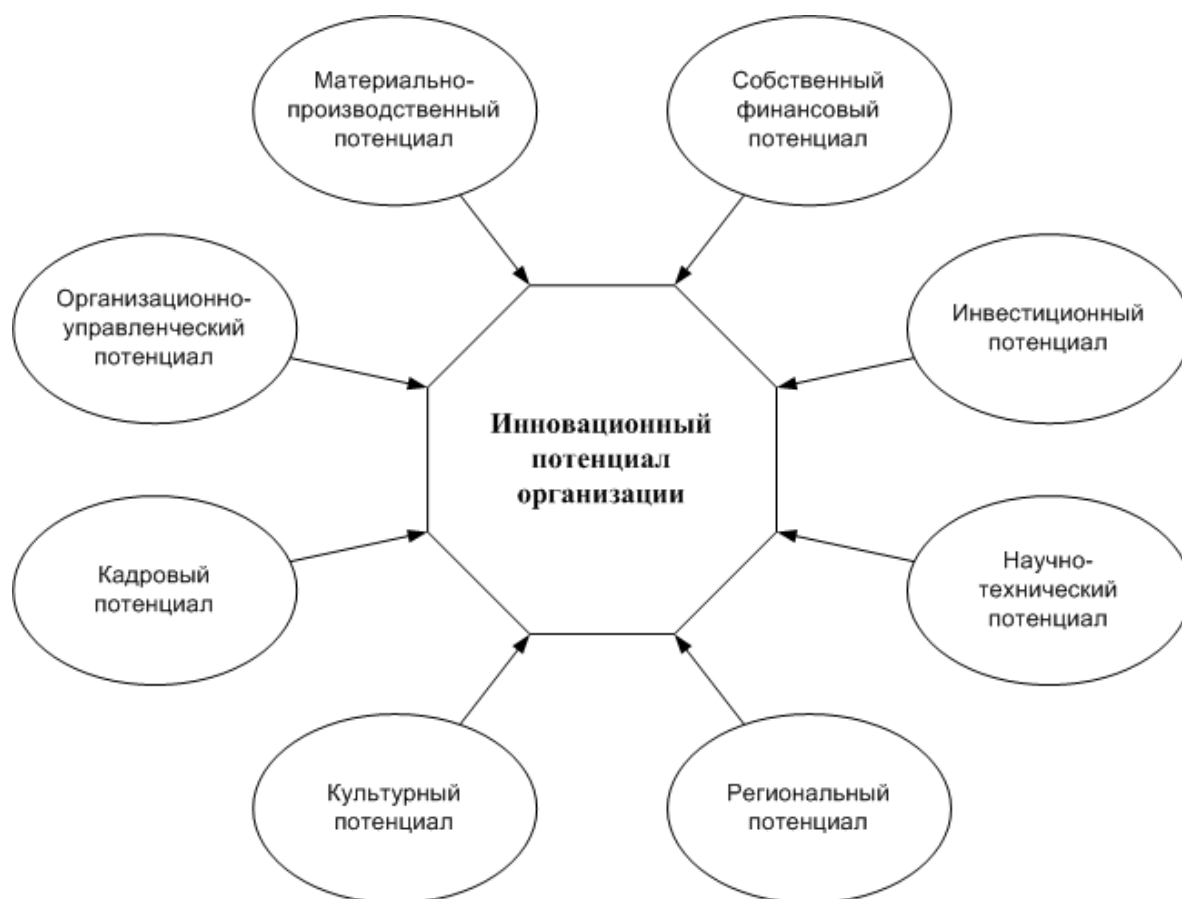 Материально-
производственный
потенциал
Собственный
финансовый
потенциал
Организационно-
управленческий
потенциал
Инвестиционный
потенциал
Инновационный
потенциал
организации
Кадровый
потенциал
Научно-
технический
потенциал
Культурный
потенциал
Региональный
потенциал